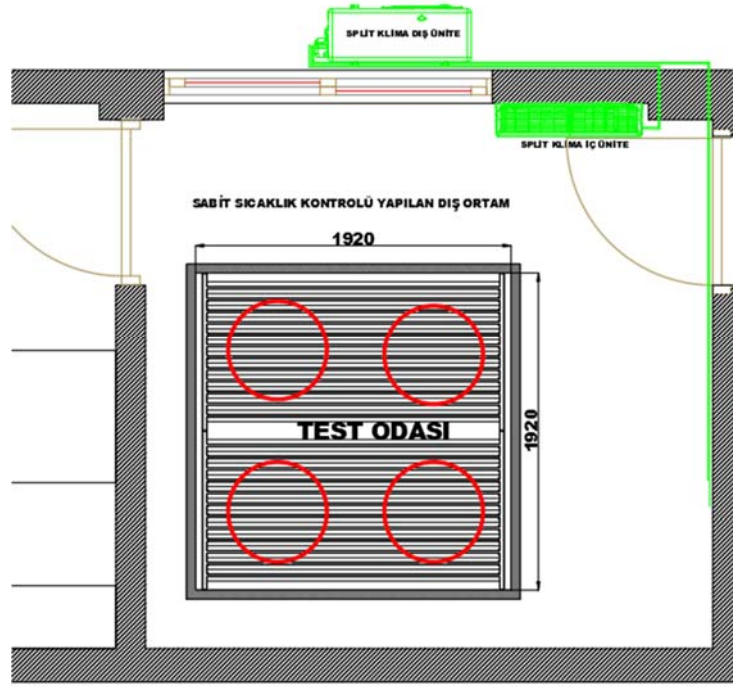 SPLİT KLİMA DIŞ ÜNİTE
SPLİT KLİMA İÇ ÜNİTE
SABİT SICAKLIK KONTROLÜ YAPILAN DIŞ ORTAM
1920
TEST ODASI
1920